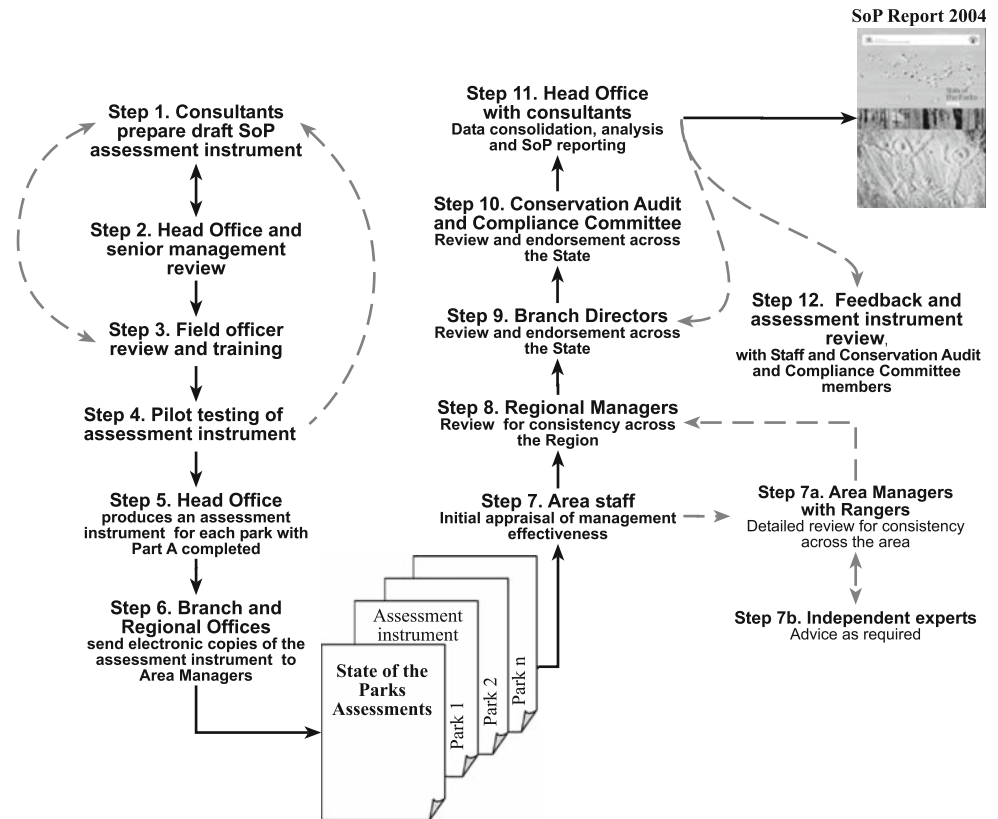 SoP Report 2004
Step 1. Consultants
prepare draft SoP
assessment instrument
Step 2. Head Office and
senior management
review
Step 3. Field officer
review and training
Step 4. Pilot testing of
assessment instrument
Step 5. Head Office
produces an assessment
instrument for each park with
Part A completed
Step 6. Branch and
Regional Offices
send electronic copies of the
assessment instrument to
Area Managers
State of the
Parks
Assessments
Assessment
instrument
Park 1
Park 2
Park n
Step 7. Area staff
Initial appraisal of management
effectiveness
Step 7a. Area Managers
with Rangers
Detailed review for consistency
across the area
Step 7b. Independent experts
Advice as required
Step 8. Regional Managers
Review for consistency across
the Region
Step 9. Branch Directors
Review and endorsement across
the State
Step 10. Conservation Audit
and Compliance Committee
Review and endorsement across
the State
Step 11. Head Office
with consultants
Data consolidation, analysis
and SoP reporting
Step 12. Feedback and
assessment instrument
review,
with Staff and Conservation Audit
and Compliance Committee
members
State of
the Parks